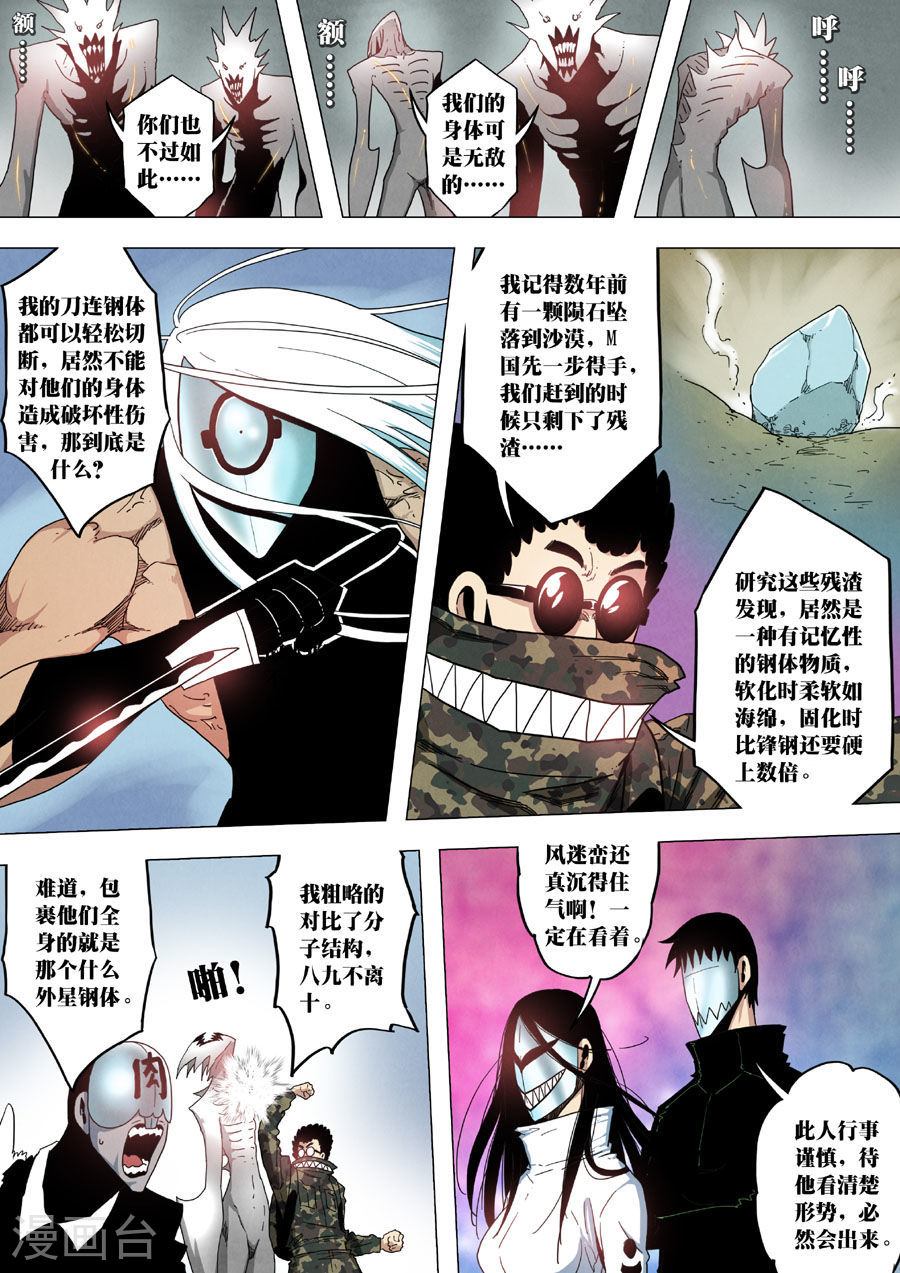 额……
你们也
不过如
此……
额……
我们的
身体可
是无敌
的……
呼……
呼……
我的刀连钢体
都可以轻松切
断，居然不能
对他们的身体
造成破坏性伤
害，那到底是
什么？
我记得数年前
有一颗陨石坠
落到沙漠，M
国先一步得手，
我们赶到的时
候只剩下了残
渣……
研究这些残渣
发现，居然是
一种有记忆性
的钢体物质，
软化时柔软如
海绵，固化时
比锋钢还要硬
上数倍。
难道，包
裹他们全
身的就是
那个什么
外星钢体。
啪！
我粗略的
对比了分
子结构，
八九不离
十。
肉
风迷峦还
真沉得住
气啊！一
定在看着。
此人行事
谨慎，待
他看清楚
形势，必
然会出来。
漫画台